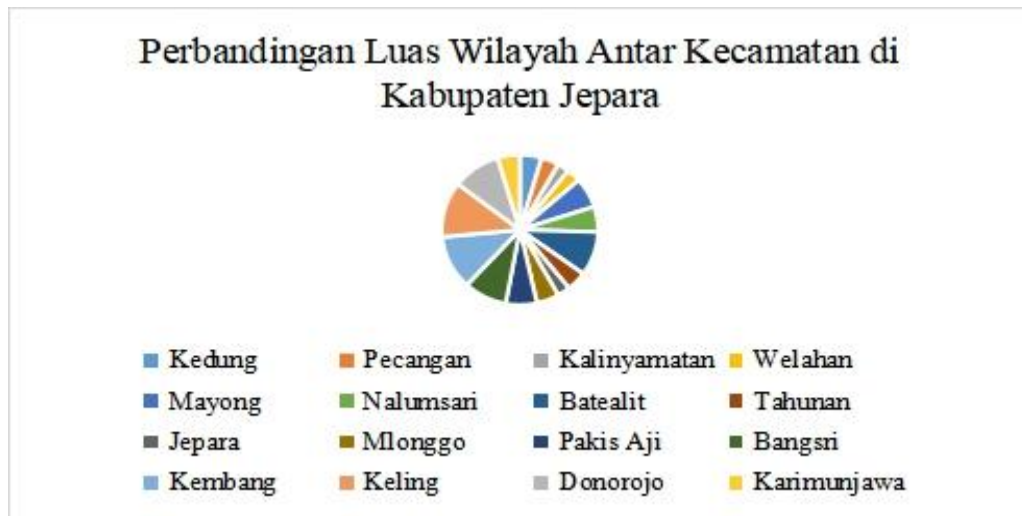 Perbandingan Luas Wilayah Antar Kecamatan di
Kabupaten Jepara
Kedung Pecangan Kalinyamatan Welahan
Mayong Nalumsari Batealit Tahunan
Jepara Mlonggo Pakis Aji Bangsri
Kembang Keling Donorojo Karimunjawa